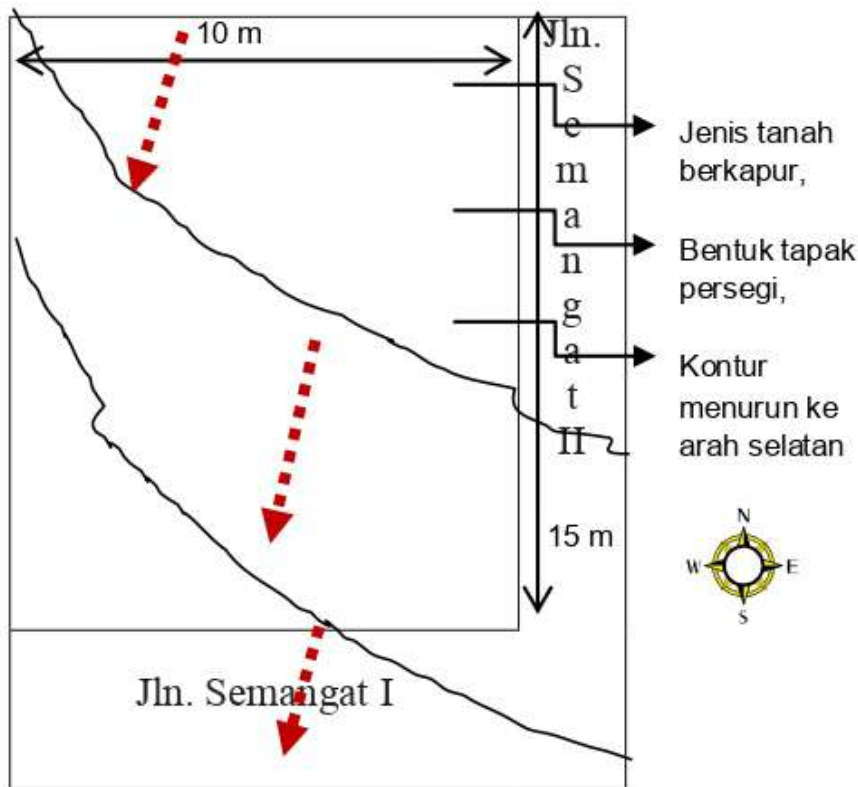 10 m
Jln.
S
e
m
a
n
g
a
t
II
Jenis tanah
berkapur,
Bentuk tapak
persegi,
Kontur
menurun ke
arah selatan
15 m
N
W E
S
Jln. Semangat I